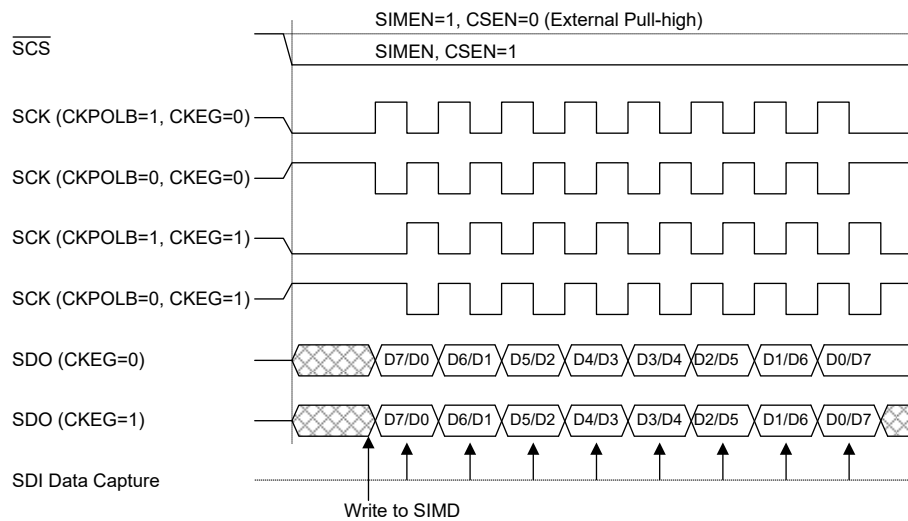 SIMEN=1, CSEN=0 (External Pull-high)
SCS
SIMEN, CSEN=1
SCK (CKPOLB=1, CKEG=0)
SCK (CKPOLB=0, CKEG=0)
SCK (CKPOLB=1, CKEG=1)
SCK (CKPOLB=0, CKEG=1)
SDO (CKEG=0) D7/D0 D6/D1 D5/D2 D4/D3 D3/D4 D2/D5 D1/D6 D0/D7
SDO (CKEG=1) D7/D0 D6/D1 D5/D2 D4/D3 D3/D4 D2/D5 D1/D6 D0/D7
SDI Data Capture
Write to SIMD